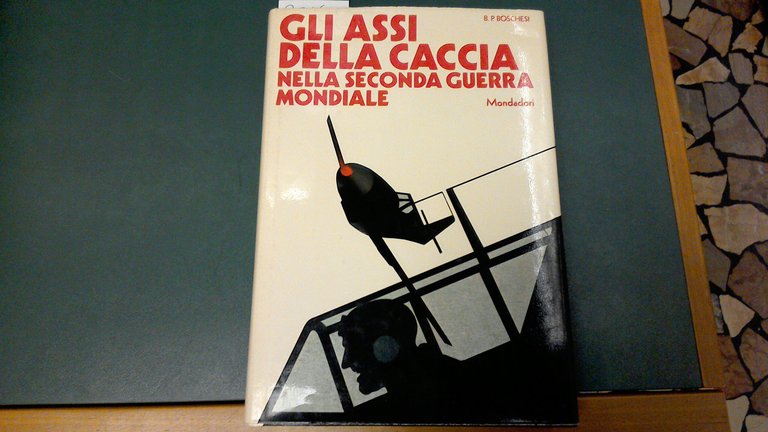 B. P. BOSCHESI
GLI ASSI
DELLA CACCIA
NELLA SECONDA GUERRA
MONDIALE
Mondadori